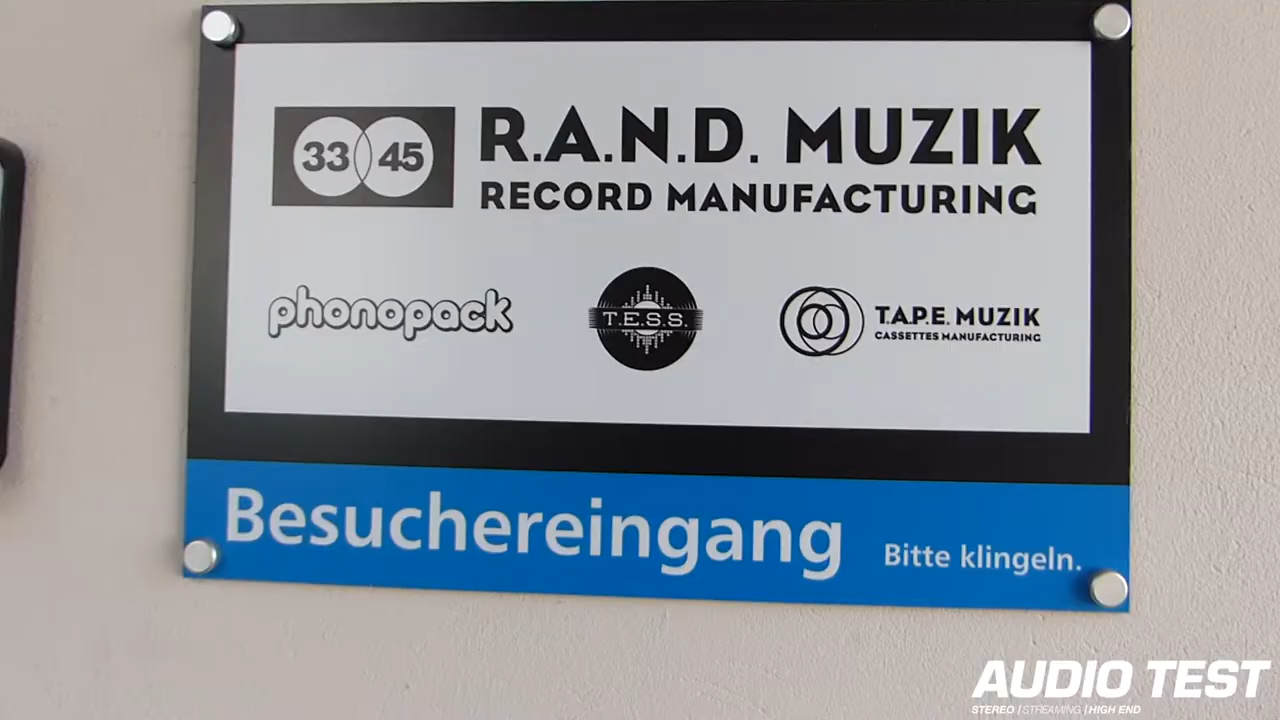 33 45
R.A.N.D. MUZIK
RECORD MANUFACTURING
phonopack
T.E.S.S.
T.A.P.E. MUZIK
CASSETTES MANUFACTURING
Besuchereingang
Bitte klingeln.
AUDIO TEST
STEREO | STREAMING | HIGH END